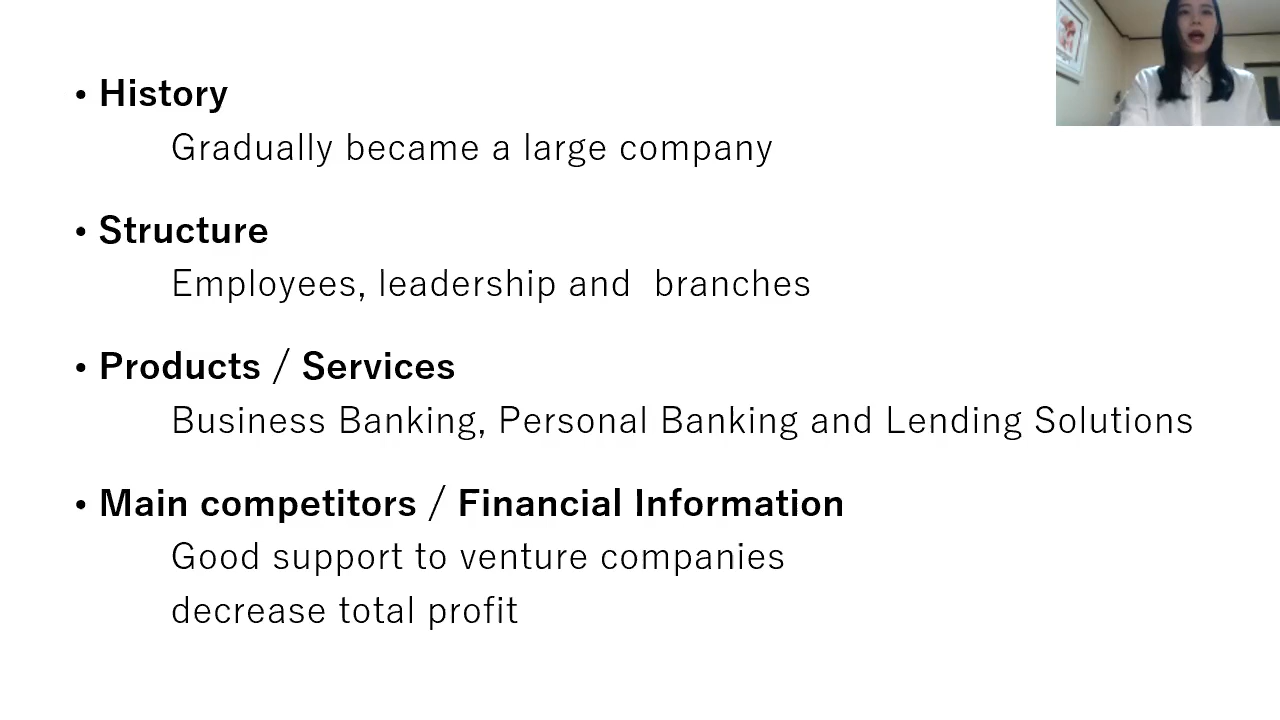 • History
Gradually became a large company
• Structure
Employees, leadership and  branches
• Products / Services
Business Banking, Personal Banking and Lending Solutions
• Main competitors / Financial Information
Good support to venture companies
decrease total profit